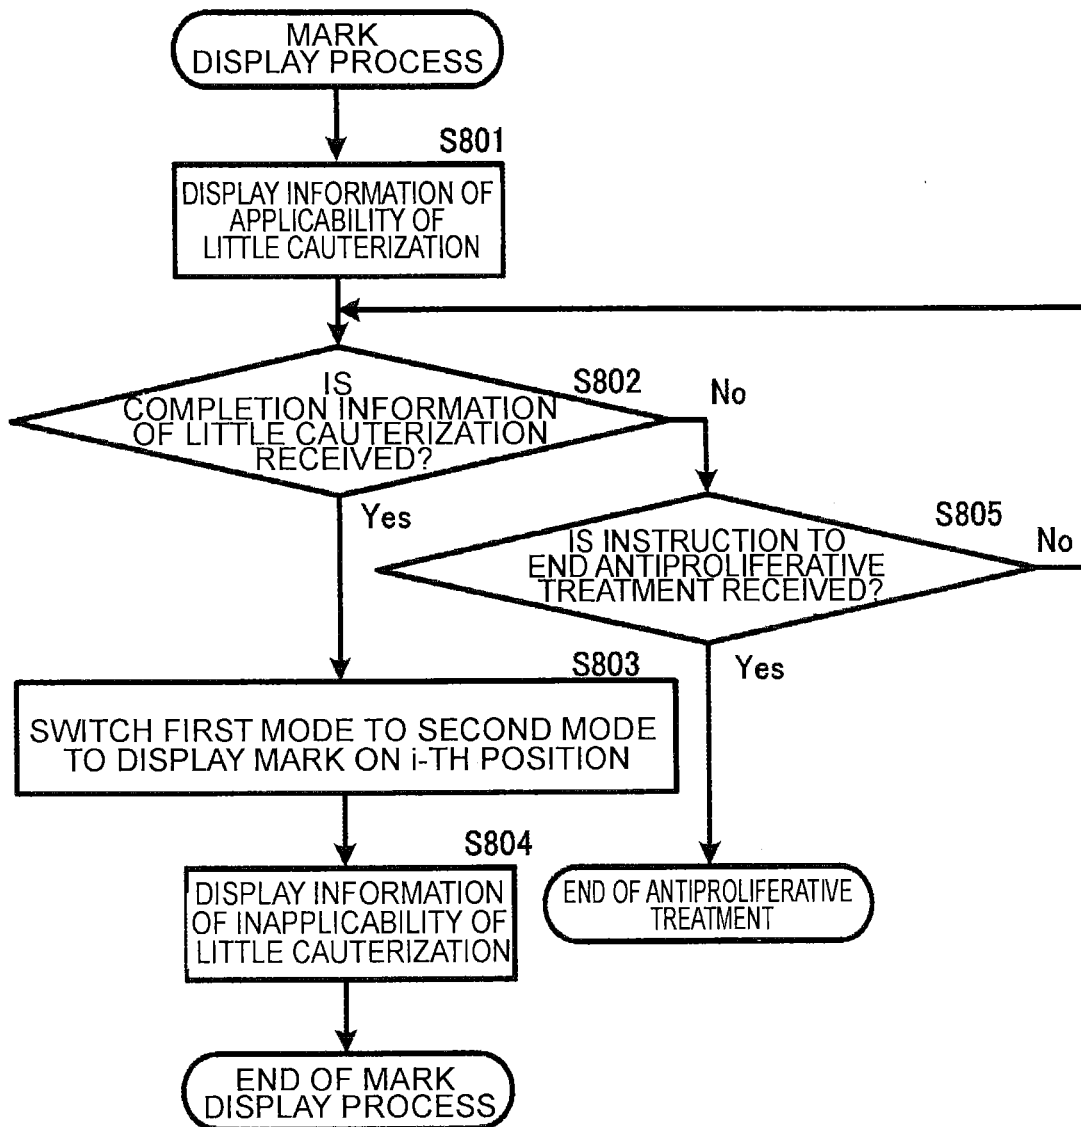 MARK
DISPLAY PROCESS
S801
DISPLAY INFORMATION OF
APPLICABILITY OF
LITTLE CAUTERIZATION
IS
COMPLETION INFORMATION
OF LITTLE CAUTERIZATION
RECEIVED?
S802
No
Yes
IS INSTRUCTION TO
END ANTIPROLIFERATIVE
TREATMENT RECEIVED?
S805
No
Yes
S803
SWITCH FIRST MODE TO SECOND MODE
TO DISPLAY MARK ON i-TH POSITION
S804
DISPLAY INFORMATION
OF INAPPLICABILITY OF
LITTLE CAUTERIZATION
END OF ANTIPROLIFERATIVE
TREATMENT
END OF MARK
DISPLAY PROCESS